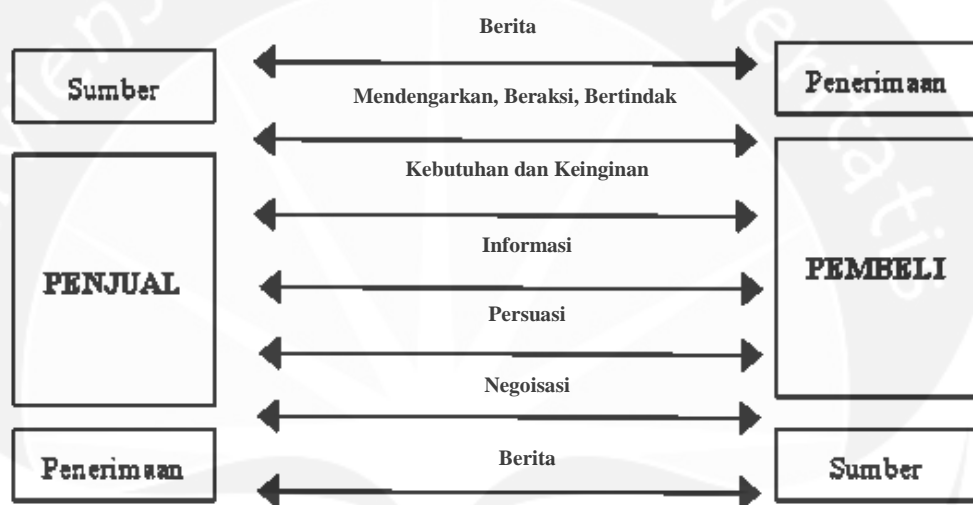 Berita
Sumber
Penerimaan
Mendengarkan, Beraksi, Bertindak
Kebutuhan dan Keinginan
Informasi
PENJUAL
PEMBELI
Persuasi
Negoisasi
Penerimaan
Berita
Sumber